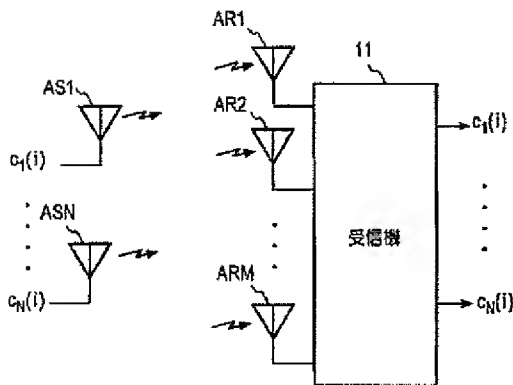 AR1
11
AS1
AR2
c₁(i)
c₁(i)
ASN
受信機
ARM
cN(i)
cN(i)